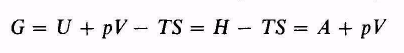 G = U + pV − TS = H − TS = A + pV